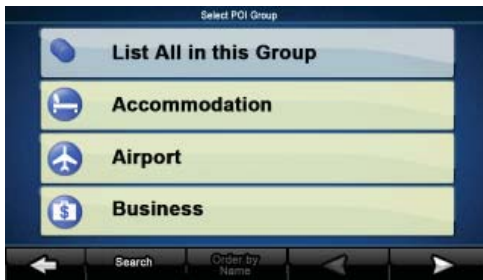 Select POI Group
List All in this Group
Accommodation
Airport
$ Business
Search
Order by
Name